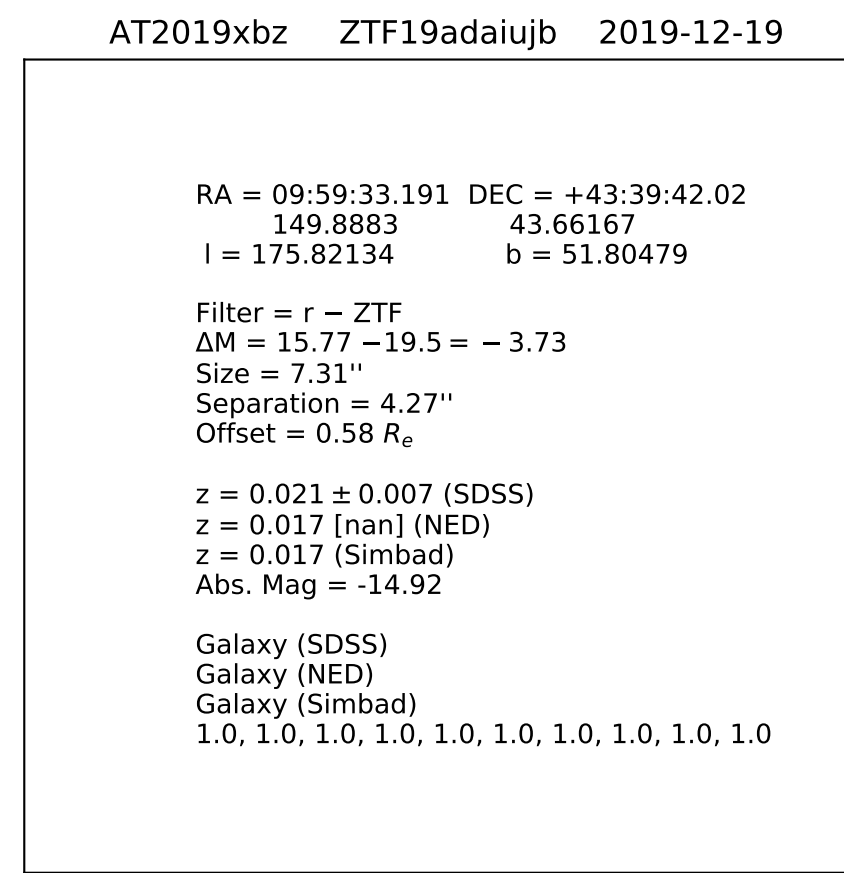 AT2019xbz ZTF19adaiujb 2019-12-19
RA = 09:59:33.191 DEC = +43:39:42.02
149.8883 43.66167
l = 175.82134 b = 51.80479
Filter = r − ZTF
ΔM = 15.77 −19.5 = − 3.73
Size = 7.31''
Separation = 4.27''
Offset = 0.58 Re
z = 0.021 ± 0.007 (SDSS)
z = 0.017 [nan] (NED)
z = 0.017 (Simbad)
Abs. Mag = -14.92
Galaxy (SDSS)
Galaxy (NED)
Galaxy (Simbad)
1.0, 1.0, 1.0, 1.0, 1.0, 1.0, 1.0, 1.0, 1.0, 1.0